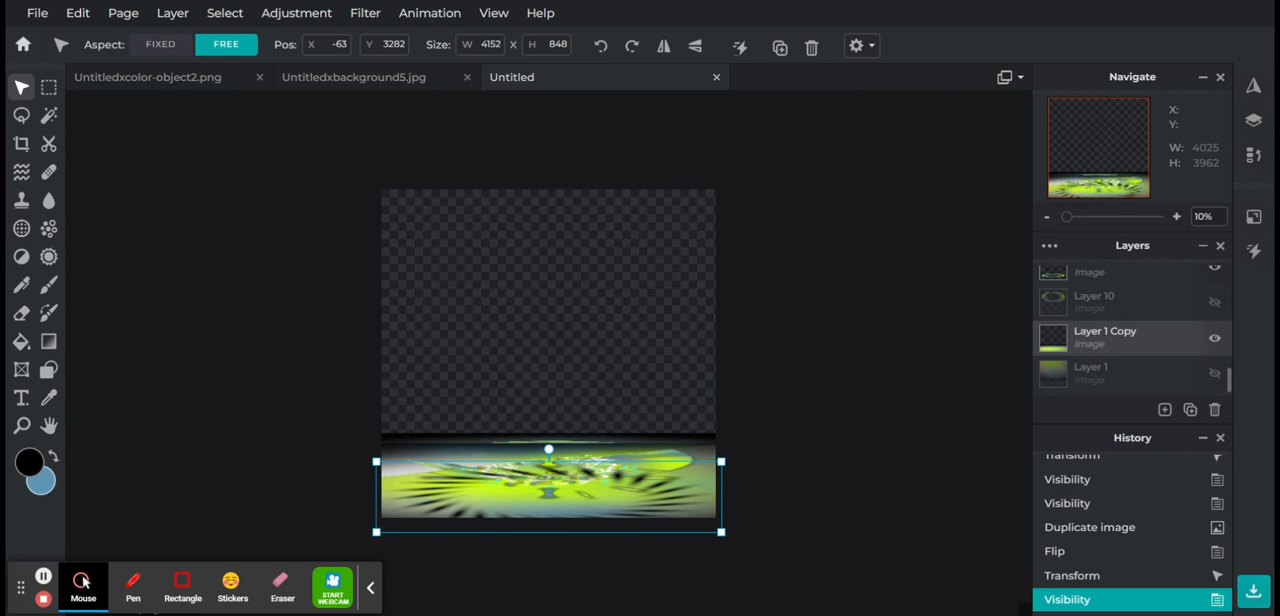 File Edit Page Layer Select Adjustment Filter Animation View Help
Aspect: FIXED FREE Pos: X -63 Y 3282 Size: W 4152 X H 848
Untitledxcolor-object2.png Untitledxbackground5.jpg Untitled
Navigate
X:
Y:
W: 4025
H: 3962
- + 10%
Layers
Image
Layer 10
Image
Layer 1 Copy
Image
Layer 1
Image
History
Transform
Visibility
Visibility
Duplicate image
Flip
Transform
Visibility
Mouse Pen Rectangle Stickers Eraser START
WEBCAM